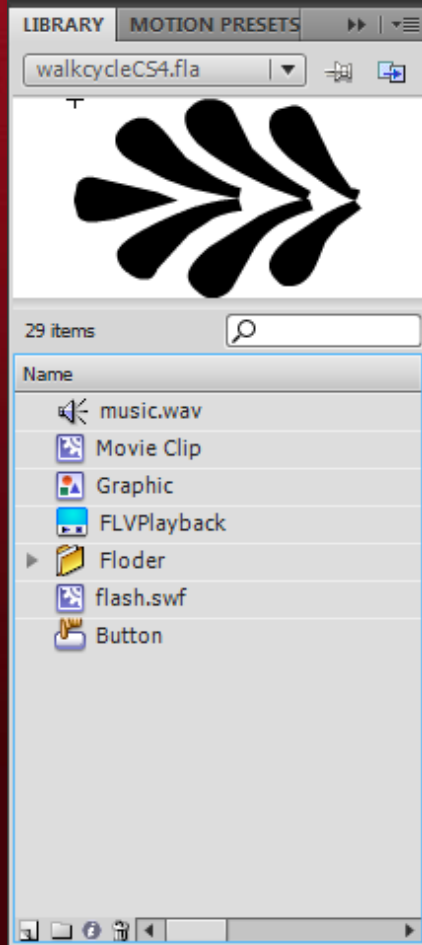 LIBRARY MOTION PRESETS
walkcycleCS4.fla
29 items
Name
music.wav
Movie Clip
Graphic
FLVPlayback
Floder
flash.swf
Button